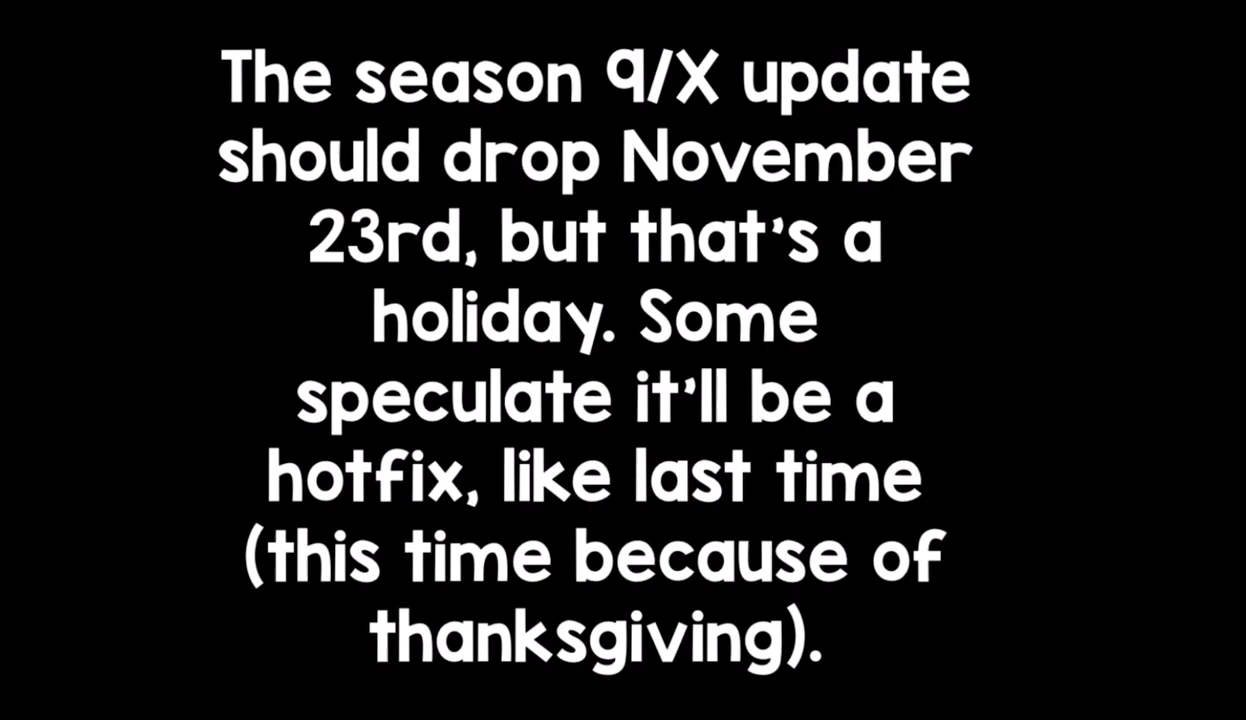 The season 9/X update
should drop November
23rd, but that's a
holiday. Some
speculate it'll be a
hotfix, like last time
(this time because of
thanksgiving).